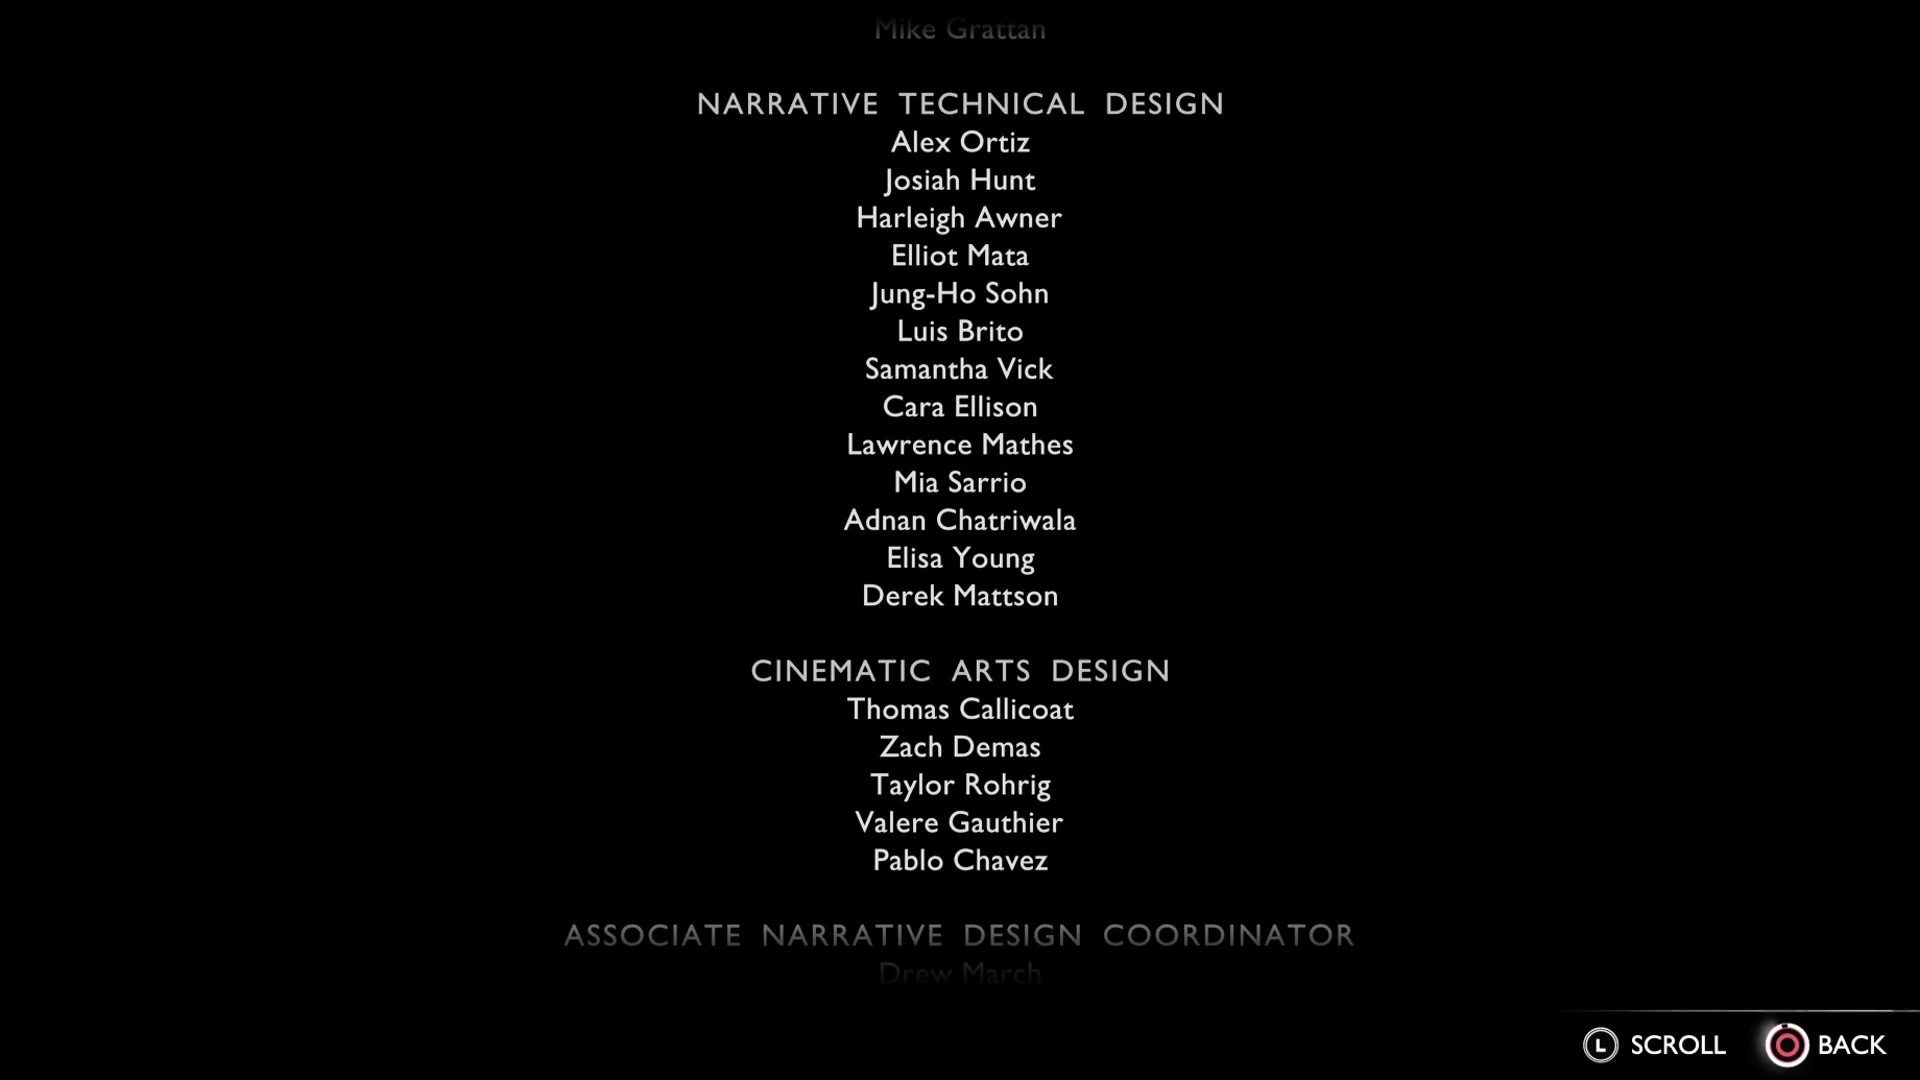 Mike Grattan
NARRATIVE TECHNICAL DESIGN
Alex Ortiz
Josiah Hunt
Harleigh Awner
Elliot Mata
Jung-Ho Sohn
Luis Brito
Samantha Vick
Cara Ellison
Lawrence Mathes
Mia Sarrio
Adnan Chatriwala
Elisa Young
Derek Mattson
CINEMATIC ARTS DESIGN
Thomas Callicoat
Zach Demas
Taylor Rohrig
Valere Gauthier
Pablo Chavez
ASSOCIATE NARRATIVE DESIGN COORDINATOR
Drew March
L SCROLL BACK